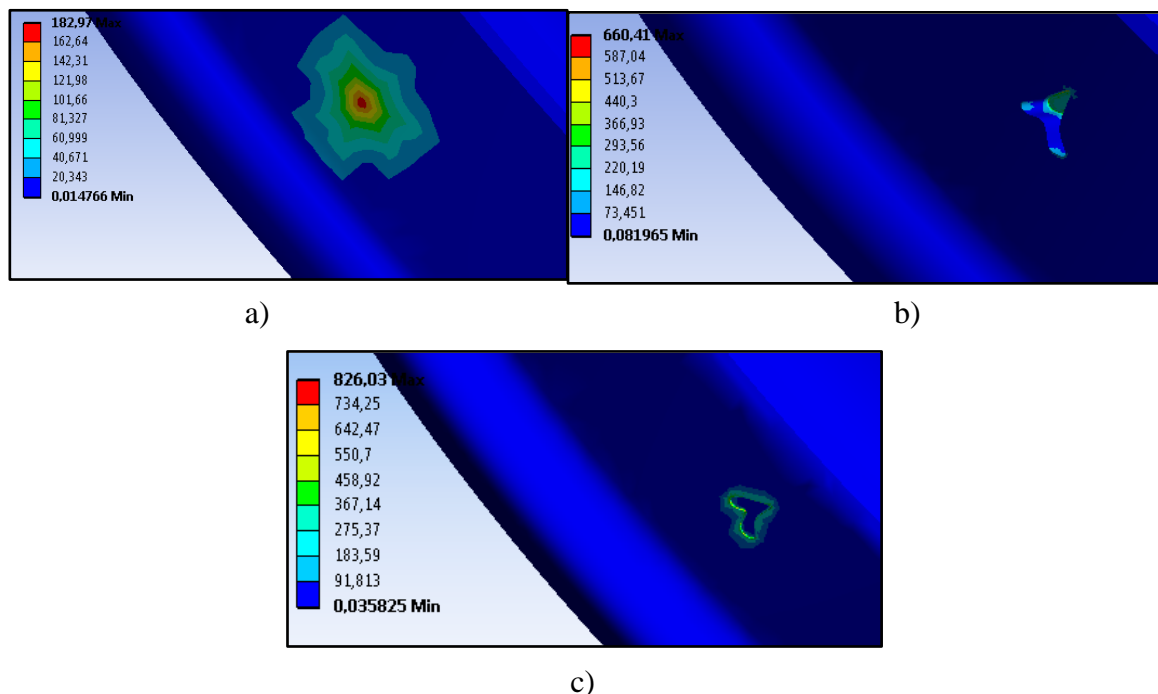 182,97 Max
162,64
142,31
121,98
101,66
81,327
60,999
40,671
20,343
0,014766 Min
660,41 Max
587,04
513,67
440,3
366,93
293,56
220,19
146,82
73,451
0,081965 Min
a)
b)
826,03 Max
734,25
642,47
550,7
458,92
367,14
275,37
183,59
91,813
0,035825 Min
c)